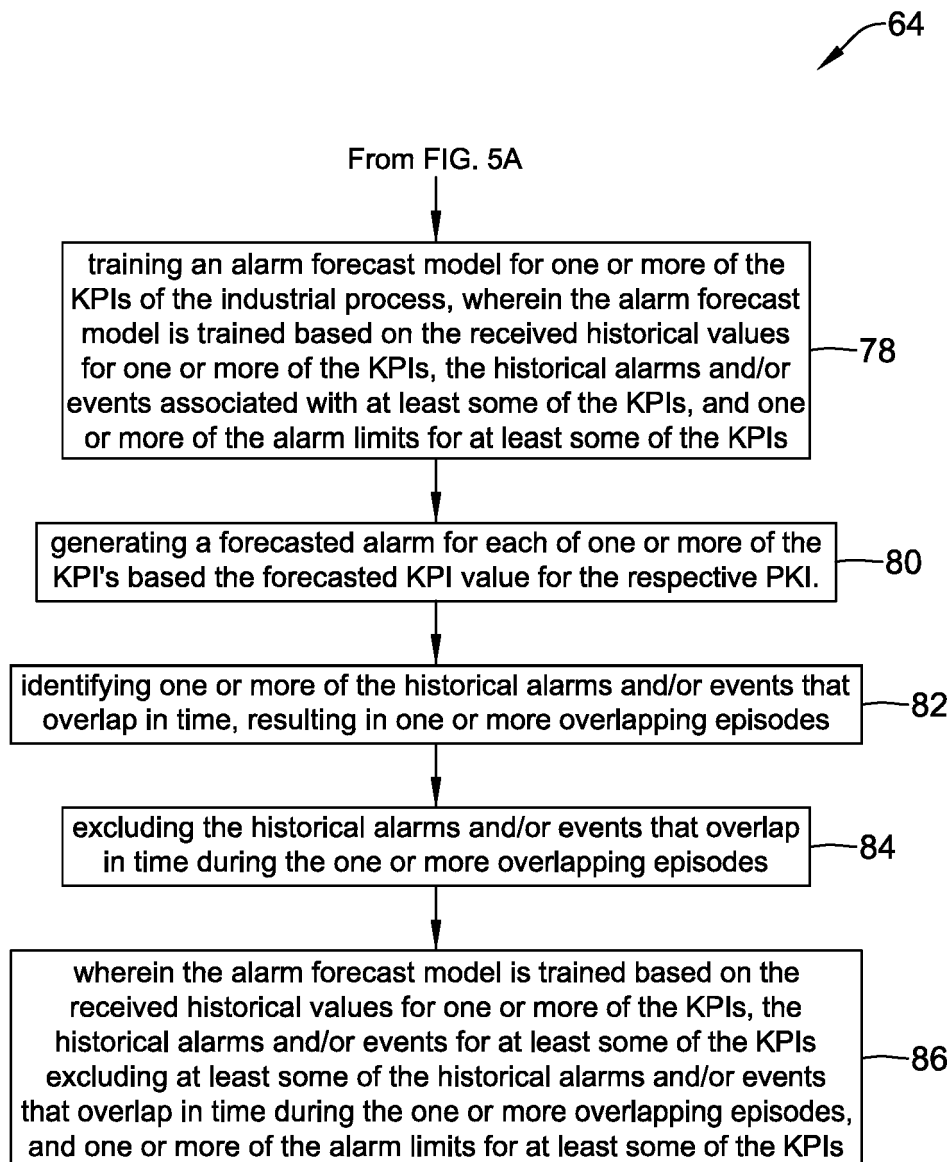 64
From FIG. 5A
training an alarm forecast model for one or more of the
KPIs of the industrial process, wherein the alarm forecast
model is trained based on the received historical values
for one or more of the KPIs, the historical alarms and/or
events associated with at least some of the KPIs, and one
or more of the alarm limits for at least some of the KPIs
78
generating a forecasted alarm for each of one or more of the
KPI's based the forecasted KPI value for the respective PKI.
80
identifying one or more of the historical alarms and/or events that
overlap in time, resulting in one or more overlapping episodes
82
excluding the historical alarms and/or events that overlap
in time during the one or more overlapping episodes
84
wherein the alarm forecast model is trained based on the
received historical values for one or more of the KPIs, the
historical alarms and/or events for at least some of the KPIs
excluding at least some of the historical alarms and/or events
that overlap in time during the one or more overlapping episodes,
and one or more of the alarm limits for at least some of the KPIs
86